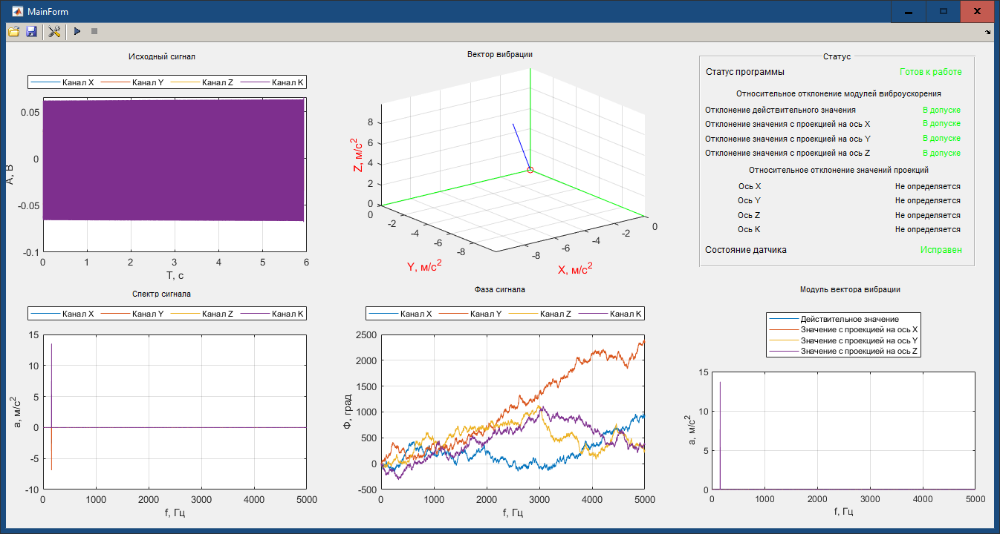 MainForm
Исходный сигнал
Канал X Канал Y Канал Z Канал K
0.05
0
-0.05
-0.1
A, В
0 1 2 3 4 5 6
T, с
Вектор вибрации
8
6
4
2
0
Z, м/с2
0 -2 -4 -6 -8
Y, м/с2
-8 -6 -4 -2 0
X, м/с2
Статус
Статус программы Готов к работе
Относительное отклонение модулей виброускорения
Отклонение действительного значения В допуске
Отклонение значения с проекцией на ось X В допуске
Отклонение значения с проекцией на ось Y В допуске
Отклонение значения с проекцией на ось Z В допуске
Относительное отклонение значений проекций
Ось X Не определяется
Ось Y Не определяется
Ось Z Не определяется
Ось K Не определяется
Состояние датчика Исправен
Спектр сигнала
Канал X Канал Y Канал Z Канал K
15
10
5
0
-5
-10
a, м/с2
0 1000 2000 3000 4000 5000
f, Гц
Фаза сигнала
Канал X Канал Y Канал Z Канал K
2500
2000
1500
1000
500
0
-500
Ф, град
0 1000 2000 3000 4000 5000
f, Гц
Модуль вектора вибрации
Действительное значение
Значение с проекцией на ось X
Значение с проекцией на ось Y
Значение с проекцией на ось Z
15
10
5
0
a, м/с2
0 1000 2000 3000 4000 5000
f, Гц